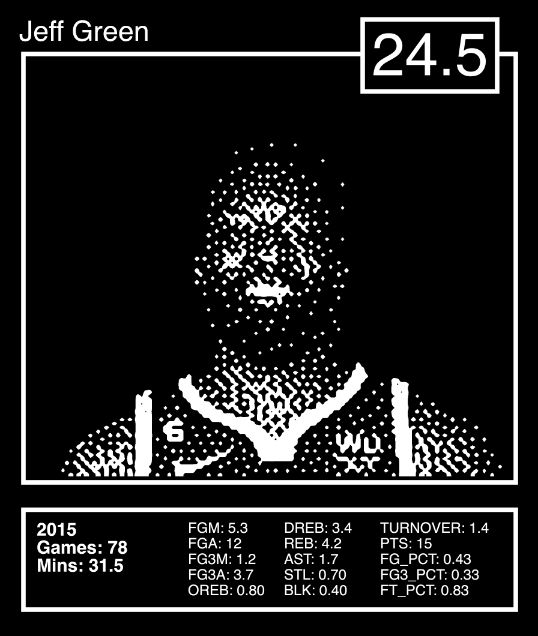 Jeff Green
24.5
6
2015
Games: 78
Mins: 31.5
FGM: 5.3
FGA: 12
FG3M: 1.2
FG3A: 3.7
OREB: 0.80
DREB: 3.4
REB: 4.2
AST: 1.7
STL: 0.70
BLK: 0.40
TURNOVER: 1.4
PTS: 15
FG_PCT: 0.43
FG3_PCT: 0.33
FT_PCT: 0.83